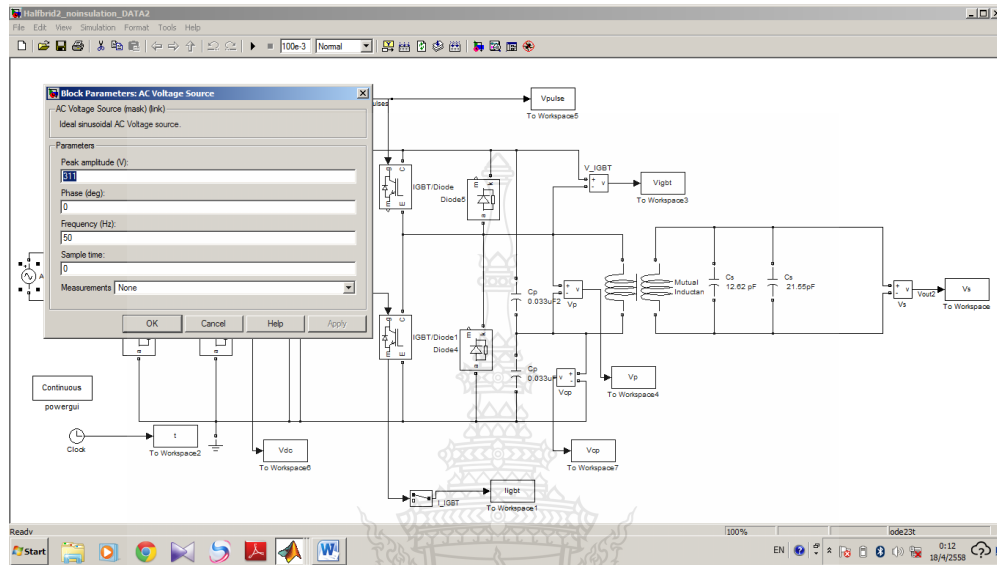 Halfbrid2_noinsulation_DATA2
File Edit View Simulation Format Tools Help
100e-3 Normal
Block Parameters: AC Voltage Source
AC Voltage Source (mask) (link)
Ideal sinusoidal AC Voltage source.
Parameters
Peak amplitude (V):
311
Phase (deg):
0
Frequency (Hz):
50
Sample time:
0
Measurements None
OK Cancel Help Apply
Vpulse
To Workspace5
g C
E
IGBT/Diode
Diode5
V_IGBT
+ - v
Vigbt
To Workspace3
Cp
0.033uF2
Vp
Mutual
Inductan
Cs
12.62 pF
Cs
21.55pF
Vs
Vout2
Vs
To Workspace
IGBT/Diode1
Diode4
Cp
0.033uF
Vcp
Vp
To Workspace4
Continuous
powergui
Clock
t
To Workspace2
Vdc
To Workspace6
Vcp
To Workspace7
I_IGBT
Iigbt
To Workspace1
Ready 100% ode23t
Start EN 0:12
18/4/2558